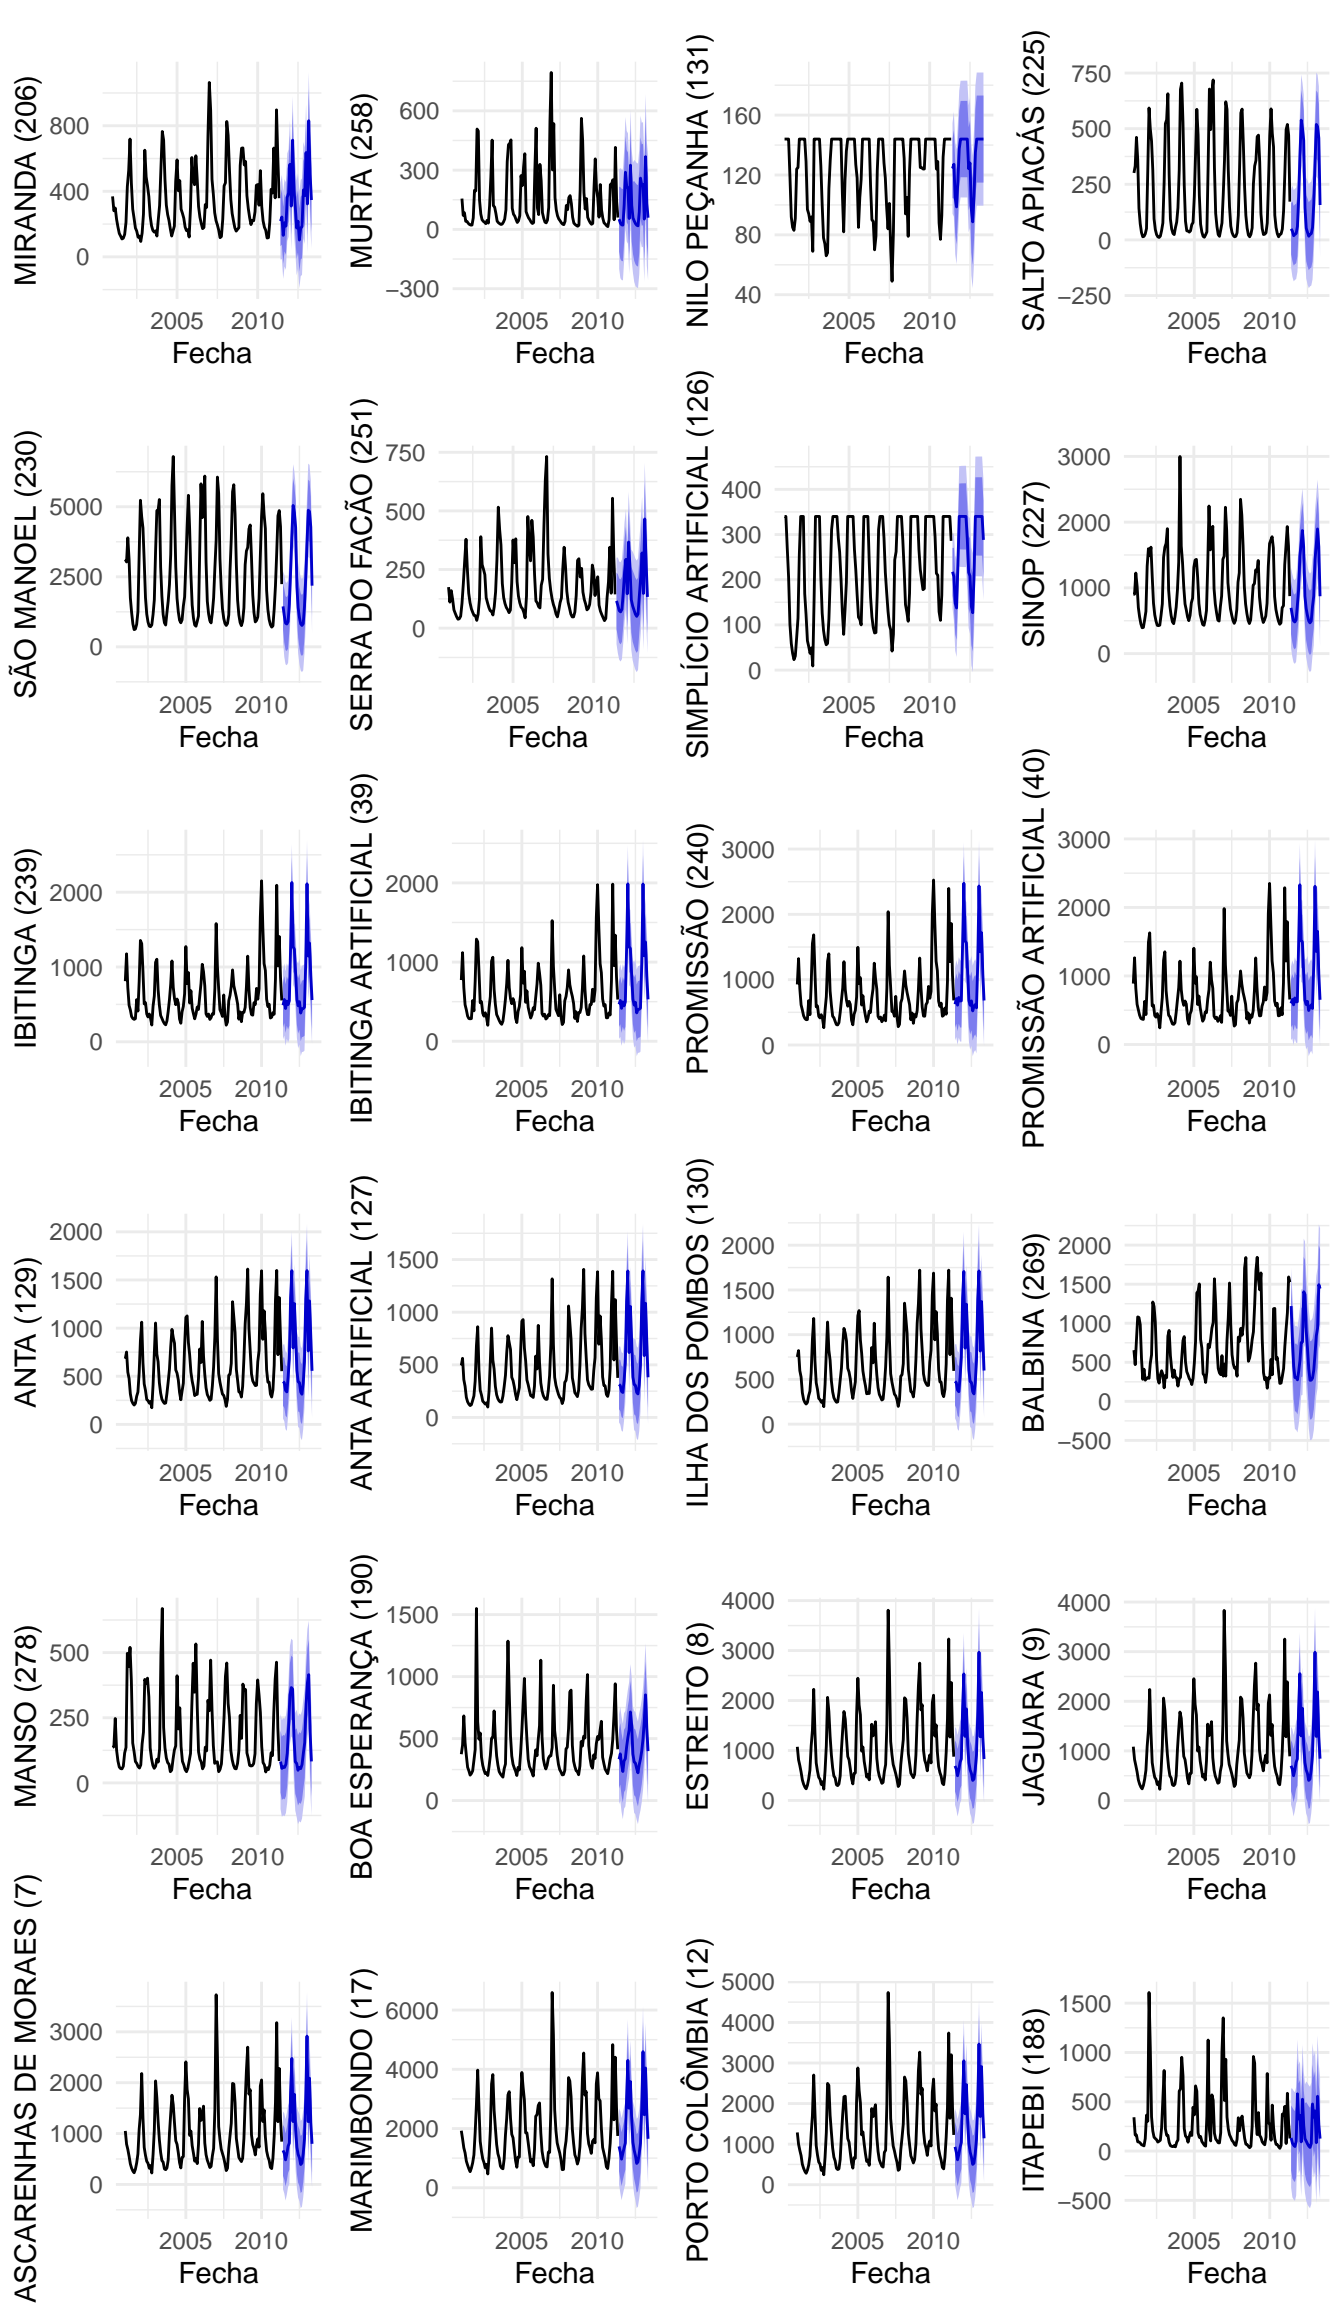 MIRANDA (206)
800
400
0
2005 2010
Fecha
MURTA (258)
600
300
0
−300
2005 2010
Fecha
NILO PEÇANHA (131)
160
120
80
40
2005 2010
Fecha
SALTO APIACÁS (225)
750
500
250
0
−250
2005 2010
Fecha
SÃO MANOEL (230)
5000
2500
0
2005 2010
Fecha
SERRA DO FACÃO (251)
750
500
250
0
2005 2010
Fecha
SIMPLÍCIO ARTIFICIAL (126)
400
300
200
100
0
2005 2010
Fecha
SINOP (227)
3000
2000
1000
0
2005 2010
Fecha
IBITINGA (239)
2000
1000
0
2005 2010
Fecha
IBITINGA ARTIFICIAL (39)
2000
1000
0
2005 2010
Fecha
PROMISSÃO (240)
3000
2000
1000
0
2005 2010
Fecha
PROMISSÃO ARTIFICIAL (40)
3000
2000
1000
0
2005 2010
Fecha
ANTA (129)
2000
1500
1000
500
0
2005 2010
Fecha
ANTA ARTIFICIAL (127)
1500
1000
500
0
2005 2010
Fecha
ILHA DOS POMBOS (130)
2000
1500
1000
500
0
2005 2010
Fecha
BALBINA (269)
2000
1500
1000
500
0
−500
2005 2010
Fecha
MANSO (278)
500
250
0
2005 2010
Fecha
BOA ESPERANÇA (190)
1500
1000
500
0
2005 2010
Fecha
ESTREITO (8)
4000
3000
2000
1000
0
2005 2010
Fecha
JAGUARA (9)
4000
3000
2000
1000
0
2005 2010
Fecha
ASCARENHAS DE MORAES (7)
3000
2000
1000
0
2005 2010
Fecha
MARIMBONDO (17)
6000
4000
2000
0
2005 2010
Fecha
PORTO COLÔMBIA (12)
5000
4000
3000
2000
1000
0
2005 2010
Fecha
ITAPEBI (188)
1500
1000
500
0
−500
2005 2010
Fecha